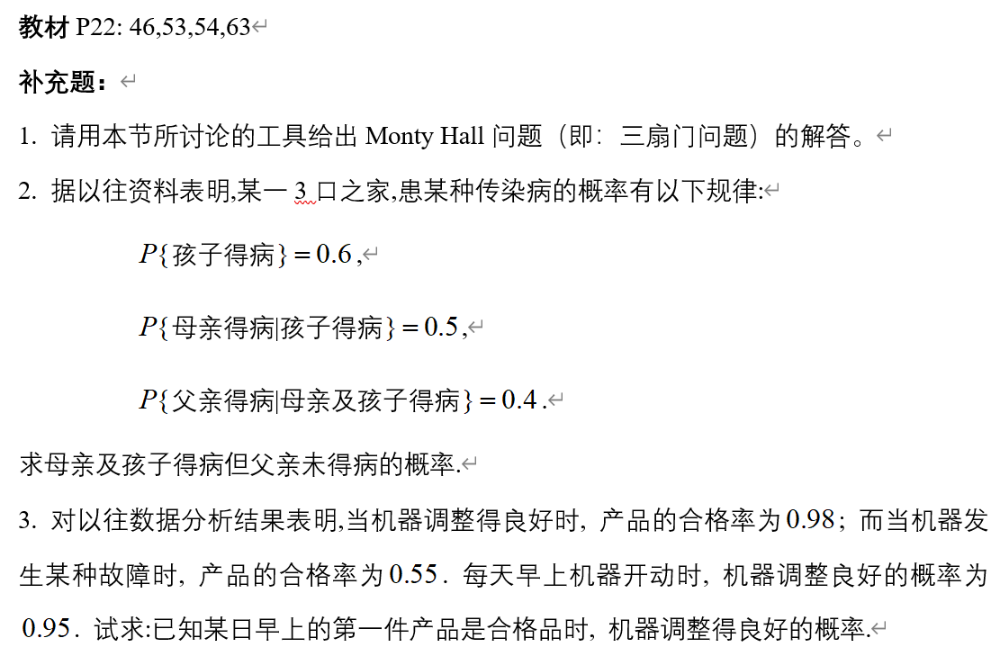 教材 P22: 46,53,54,63↵
补充题：↵
1. 请用本节所讨论的工具给出 Monty Hall 问题（即：三扇门问题）的解答。↵
2. 据以往资料表明,某一 3 口之家,患某种传染病的概率有以下规律:↵
P{孩子得病} = 0.6,↵
P{母亲得病|孩子得病} = 0.5,↵
P{父亲得病|母亲及孩子得病} = 0.4.↵
求母亲及孩子得病但父亲未得病的概率.↵
3. 对以往数据分析结果表明,当机器调整得良好时, 产品的合格率为 0.98; 而当机器发
生某种故障时, 产品的合格率为 0.55. 每天早上机器开动时, 机器调整良好的概率为
0.95. 试求:已知某日早上的第一件产品是合格品时, 机器调整得良好的概率.↵